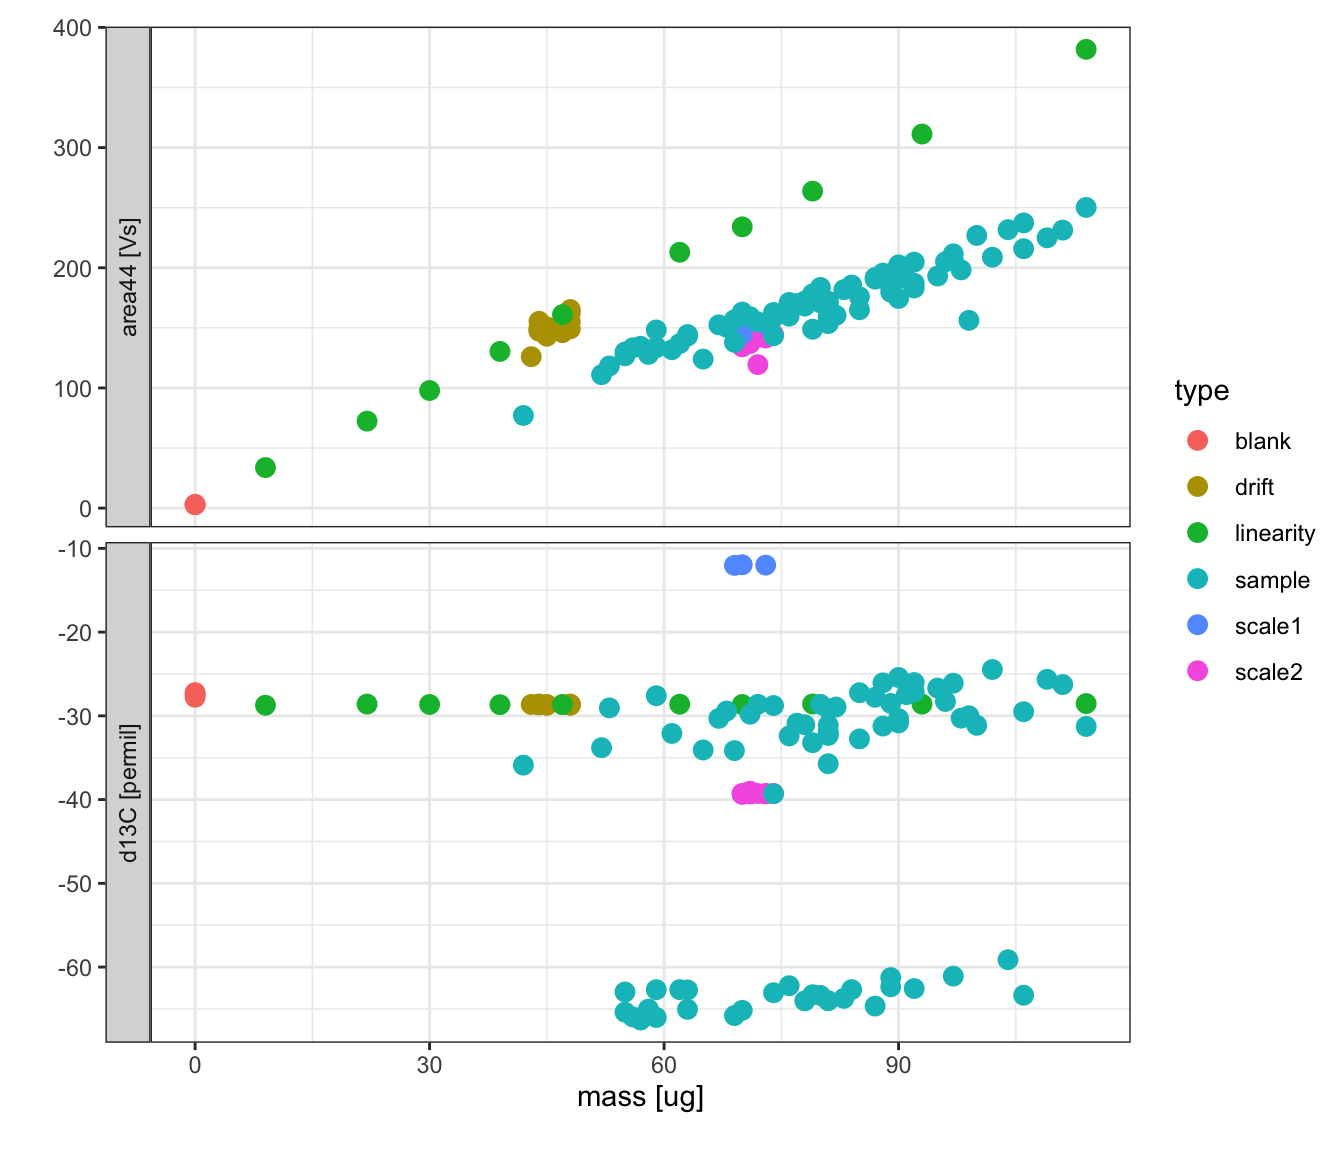 400
300
200
100
0
area44 [Vs]
-10
-20
-30
-40
-50
-60
d13C [permil]
0 30 60 90
mass [ug]
type
blank
drift
linearity
sample
scale1
scale2